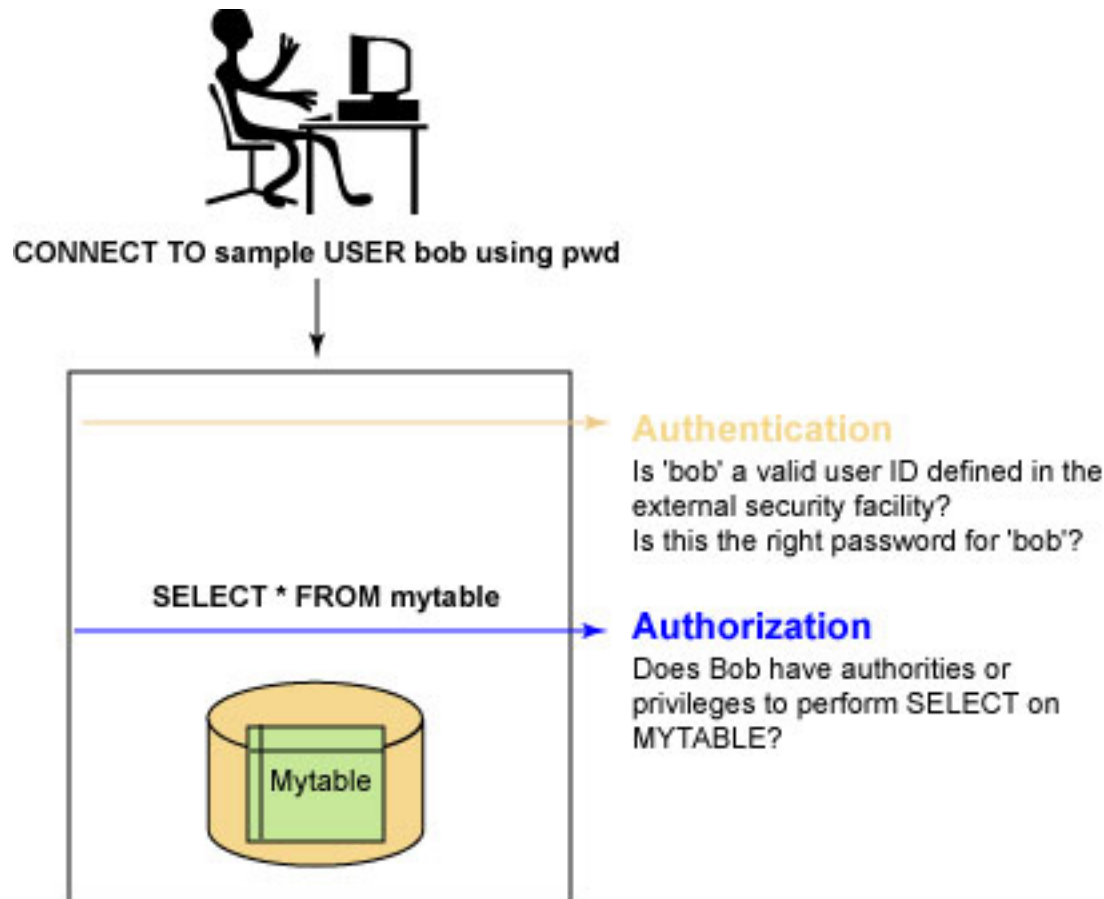 CONNECT TO sample USER bob using pwd
Authentication
Is 'bob' a valid user ID defined in the
external security facility?
Is this the right password for 'bob'?
SELECT * FROM mytable
Authorization
Does Bob have authorities or
privileges to perform SELECT on
MYTABLE?
Mytable